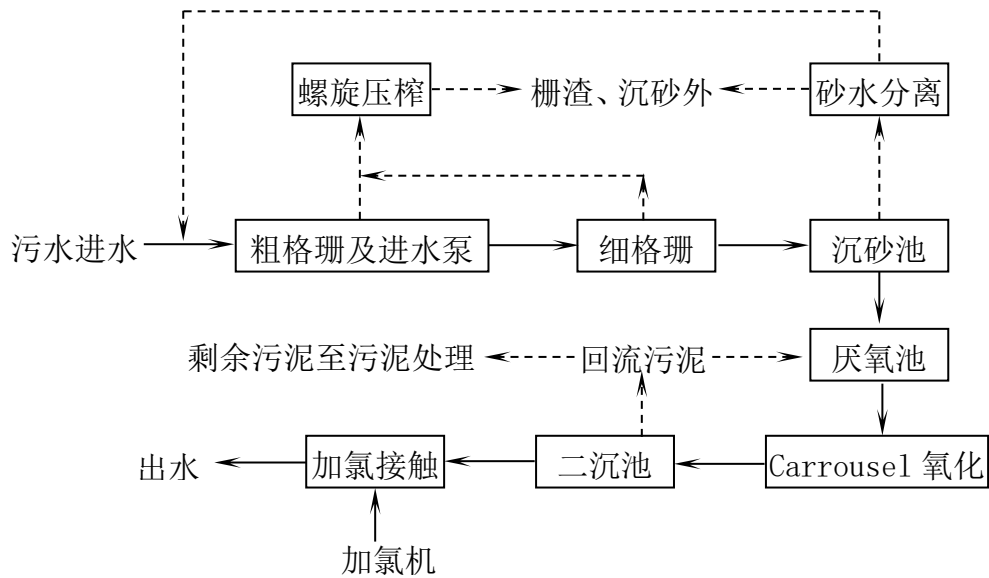 螺旋压榨
栅渣、沉砂外
砂水分离
污水进水
粗格珊及进水泵
细格珊
沉砂池
剩余污泥至污泥处理
回流污泥
厌氧池
出水
加氯接触
二沉池
Carrousel 氧化
加氯机